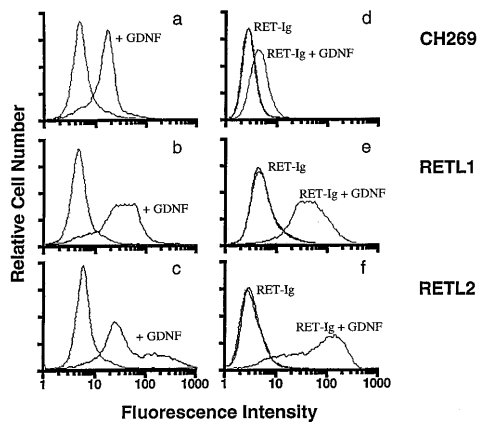 a
+ GDNF
d
RET-Ig
RET-Ig + GDNF
CH269
b
+ GDNF
e
RET-Ig
RET-Ig + GDNF
RETL1
c
+ GDNF
f
RET-Ig
RET-Ig + GDNF
RETL2
Relative Cell Number
1 10 100 1000
1 10 100 1000
Fluorescence Intensity